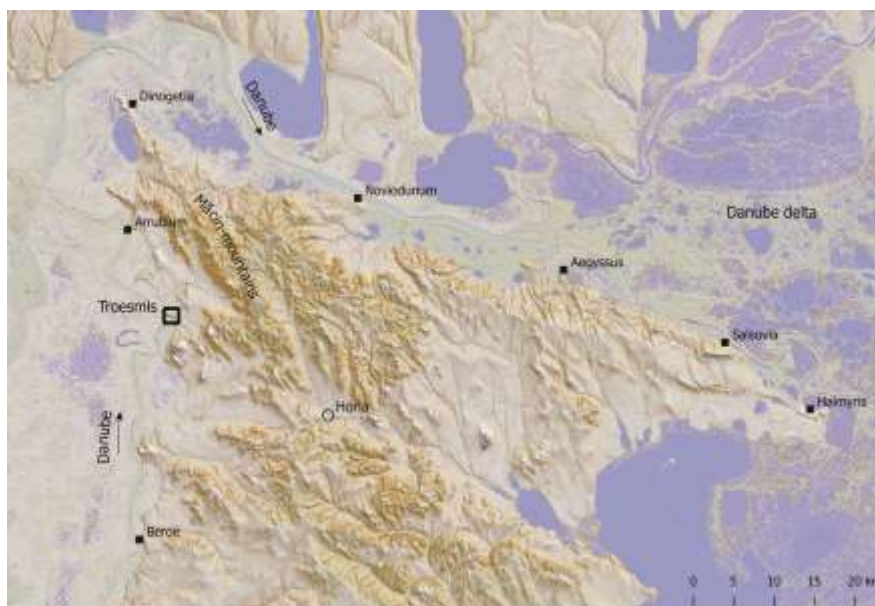 Dinogetia
Danube
Noviodunum
Măcin-mountains
Danube delta
Arrubium
Aegyssus
Troesmis
Salsovia
Halmyris
Horia
Danube
Beroe
0 5 10 15 20 km